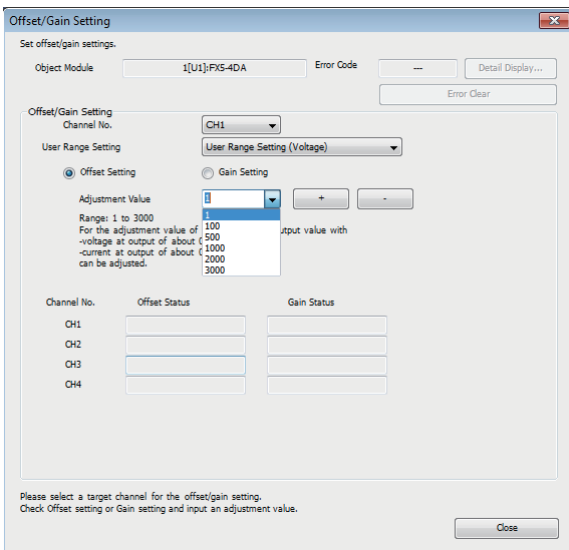 Offset/Gain Setting
Set offset/gain settings.
Object Module 1[U1]:FX5-4DA Error Code --- Detail Display...
Error Clear
Offset/Gain Setting
Channel No. CH1
User Range Setting User Range Setting (Voltage)
Offset Setting Gain Setting
Adjustment Value 1 + -
1
100
500
1000
2000
3000
Range: 1 to 3000
For the adjustment value of utput value with
-voltage at output of about
-current at output of about
can be adjusted.
Channel No. Offset Status Gain Status
CH1
CH2
CH3
CH4
Please select a target channel for the offset/gain setting.
Check Offset setting or Gain setting and input an adjustment value.
Close